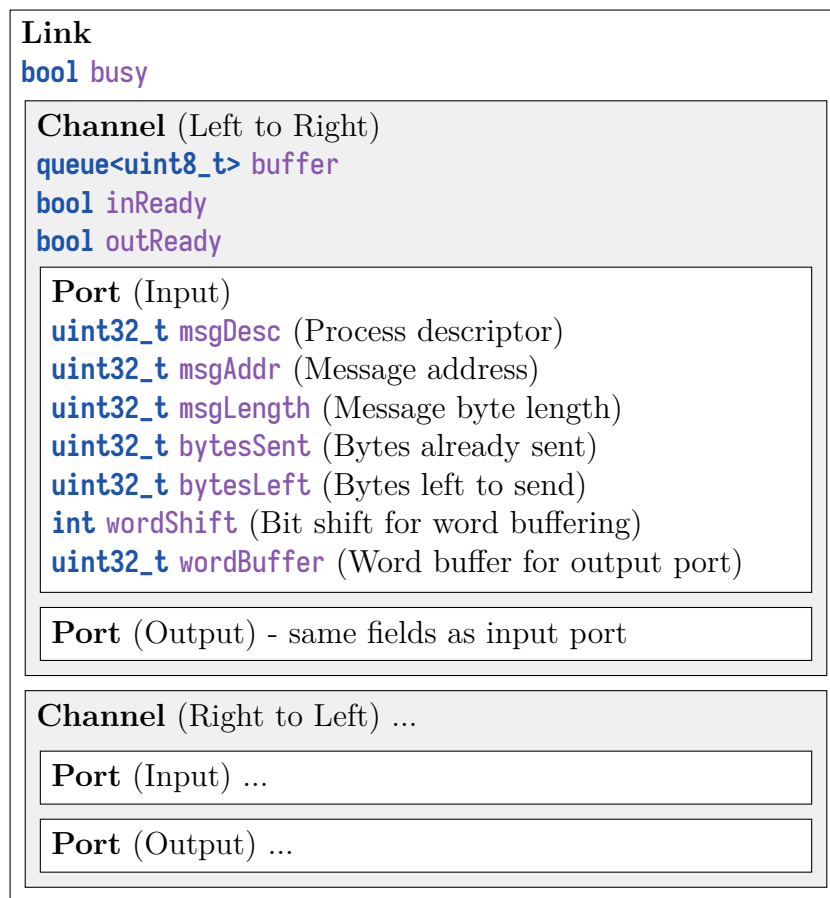 Link
bool busy
Channel (Left to Right)
queue<uint8_t> buffer
bool inReady
bool outReady
Port (Input)
uint32_t msgDesc (Process descriptor)
uint32_t msgAddr (Message address)
uint32_t msgLength (Message byte length)
uint32_t bytesSent (Bytes already sent)
uint32_t bytesLeft (Bytes left to send)
int wordShift (Bit shift for word buffering)
uint32_t wordBuffer (Word buffer for output port)
Port (Output) - same fields as input port
Channel (Right to Left) ...
Port (Input) ...
Port (Output) ...